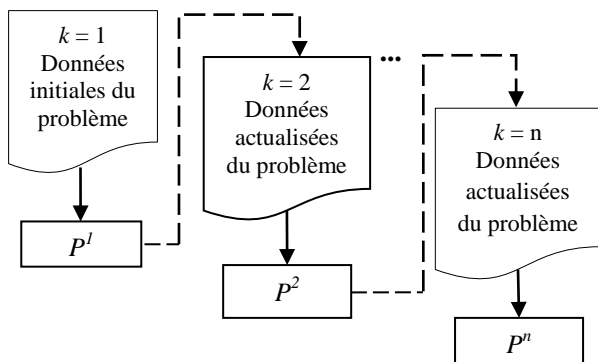 k = 1
Données
initiales du
problème
P¹
...
k = 2
Données
actualisées
du problème
P²
k = n
Données
actualisées
du problème
Pⁿ